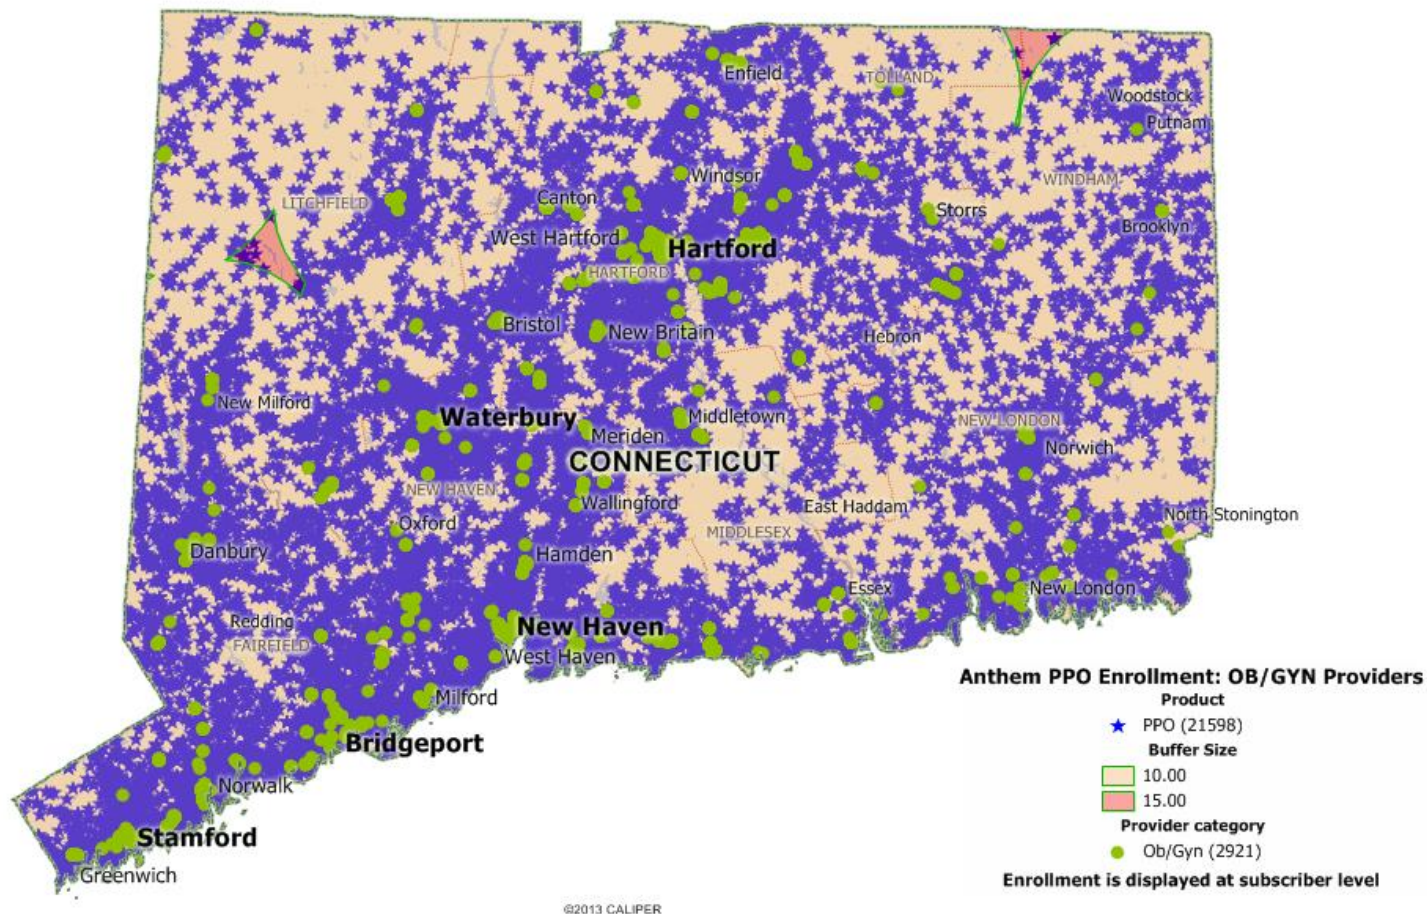 Enfield
TOLLAND
Woodstock
Putnam
Windsor
WINDHAM
LITCHFIELD
Canton
Storrs
Brooklyn
West Hartford
Hartford
HARTFORD
Bristol
New Britain
Hebron
New Milford
Waterbury
Middletown
NEW LONDON
Meriden
Norwich
CONNECTICUT
NEW HAVEN
Wallingford
East Haddam
North Stonington
Oxford
MIDDLESEX
Danbury
Hamden
Essex
New London
Redding
New Haven
FAIRFIELD
West Haven
Milford
Bridgeport
Norwalk
Stamford
Greenwich
Anthem PPO Enrollment: OB/GYN Providers
Product
PPO (21598)
Buffer Size
10.00
15.00
Provider category
Ob/Gyn (2921)
Enrollment is displayed at subscriber level
©2013 CALIPER